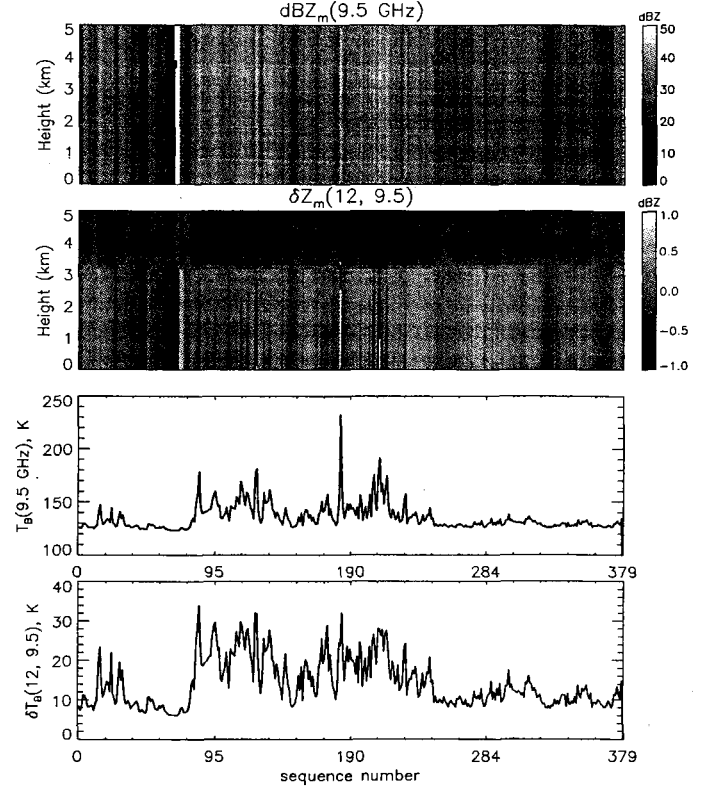 dBZm(9.5 GHz)
dBZ
5
4
3
2
1
0
Height (km)
50
40
30
20
10
0
δZm(12, 9.5)
dBZ
5
4
3
2
1
0
Height (km)
1.0
0.5
0.0
−0.5
−1.0
250
200
150
100
TB(9.5 GHz), K
0 95 190 284 379
40
30
20
10
0
δTB(12, 9.5), K
0 95 190 284 379
sequence number